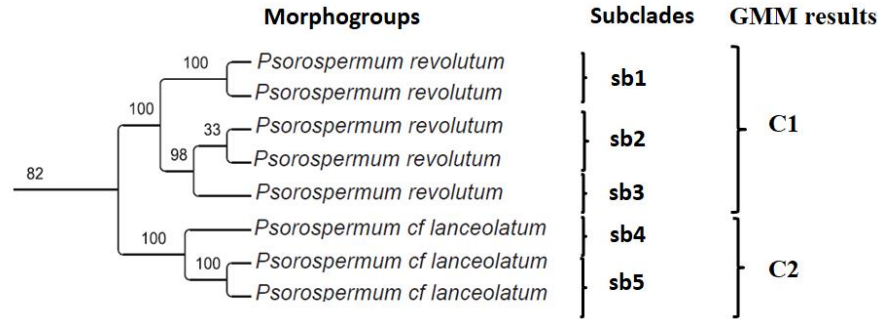 Morphogroups Subclades GMM results
100 Psorospermum revolutum
sb1
Psorospermum revolutum
100
33 Psorospermum revolutum
sb2
C1
98 Psorospermum revolutum
82
Psorospermum revolutum sb3
Psorospermum cf lanceolatum sb4
100
100 Psorospermum cf lanceolatum
sb5
C2
Psorospermum cf lanceolatum